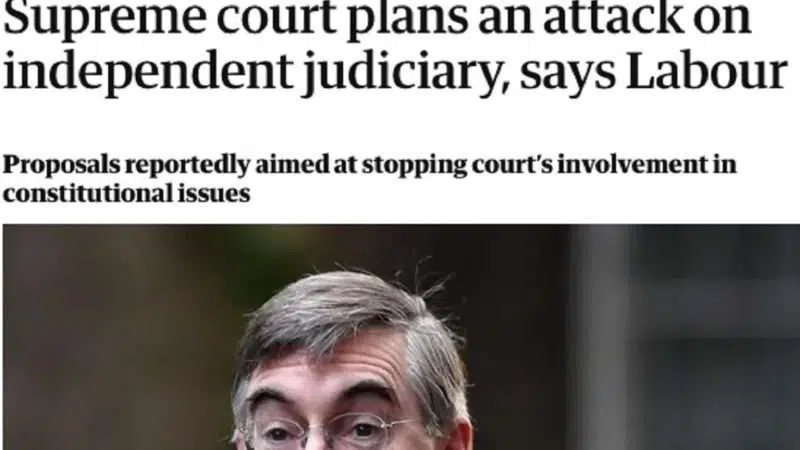 Supreme court plans an attack on
independent judiciary, says Labour
Proposals reportedly aimed at stopping court's involvement in
constitutional issues